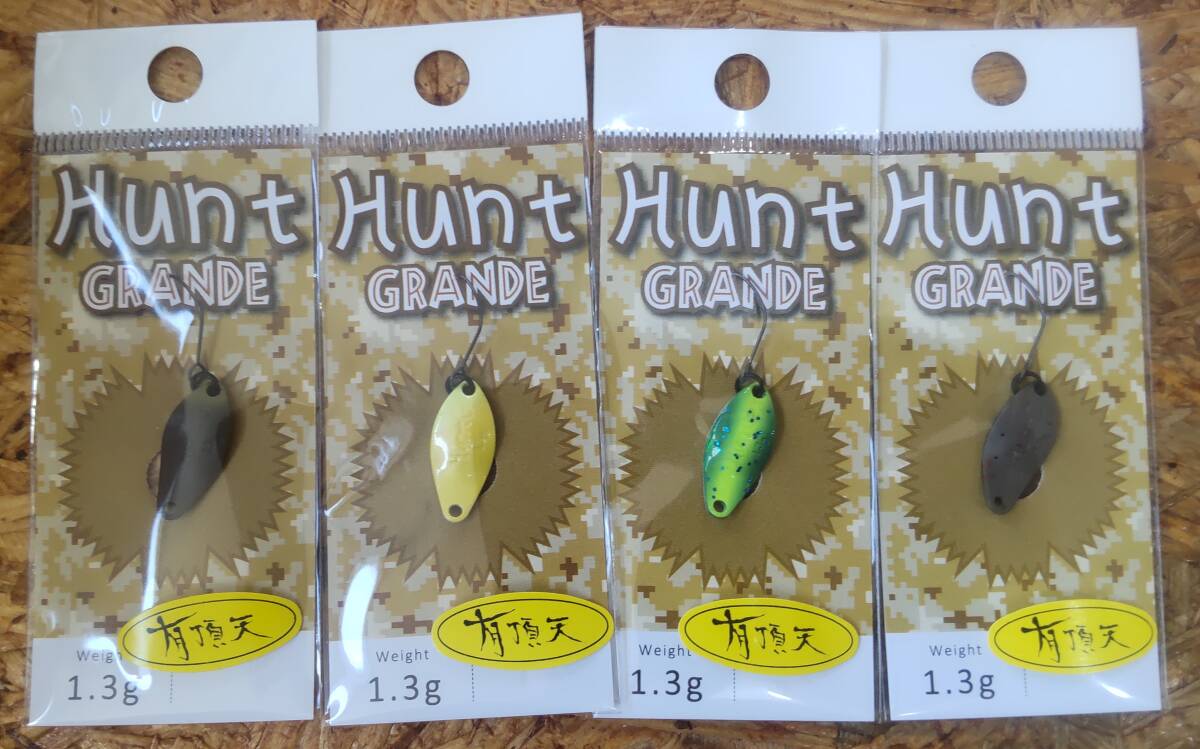 Hunt
GRANDE
有頂天
Weigh
1.3g
Hunt
GRANDE
有頂天
Weight
1.3g
Hunt
GRANDE
有頂天
Weight
1.3g
Hunt
GRANDE
有頂天
Weight
1.3g